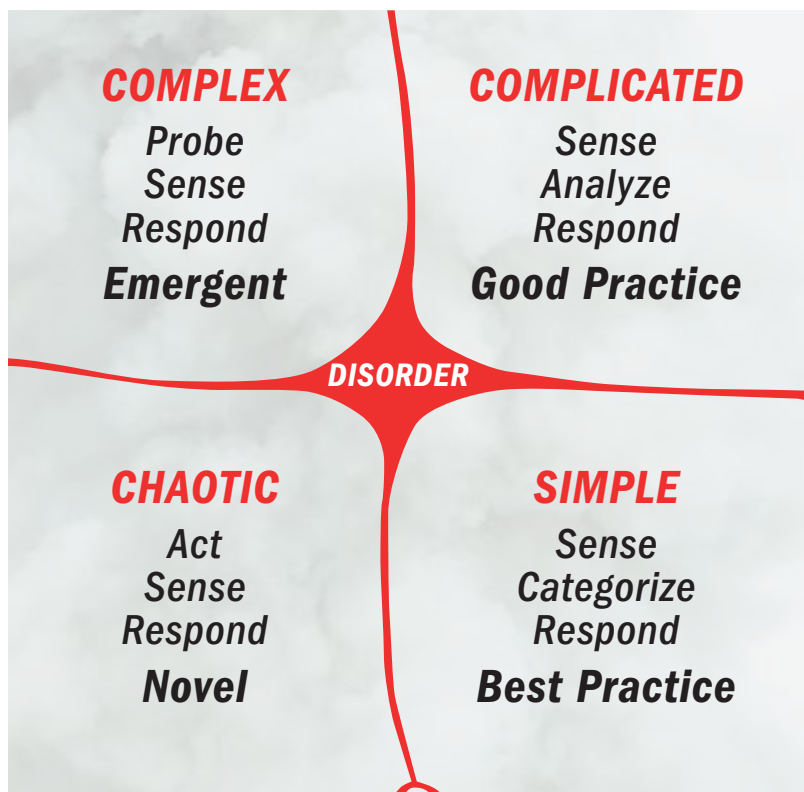 COMPLEX
Probe
Sense
Respond
Emergent
COMPLICATED
Sense
Analyze
Respond
Good Practice
DISORDER
CHAOTIC
Act
Sense
Respond
Novel
SIMPLE
Sense
Categorize
Respond
Best Practice